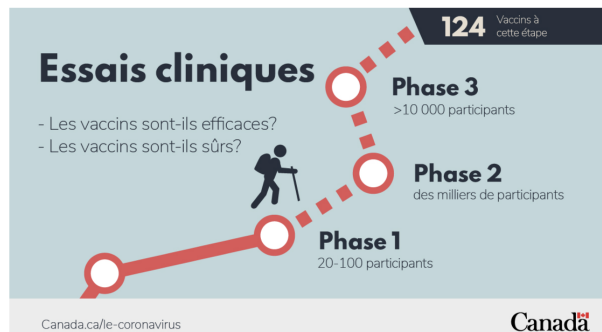 124 Vaccins à
cette étape
Essais cliniques
- Les vaccins sont-ils efficaces?
- Les vaccins sont-ils sûrs?
Phase 3
>10 000 participants
Phase 2
des milliers de participants
Phase 1
20-100 participants
Canada.ca/le-coronavirus
Canada